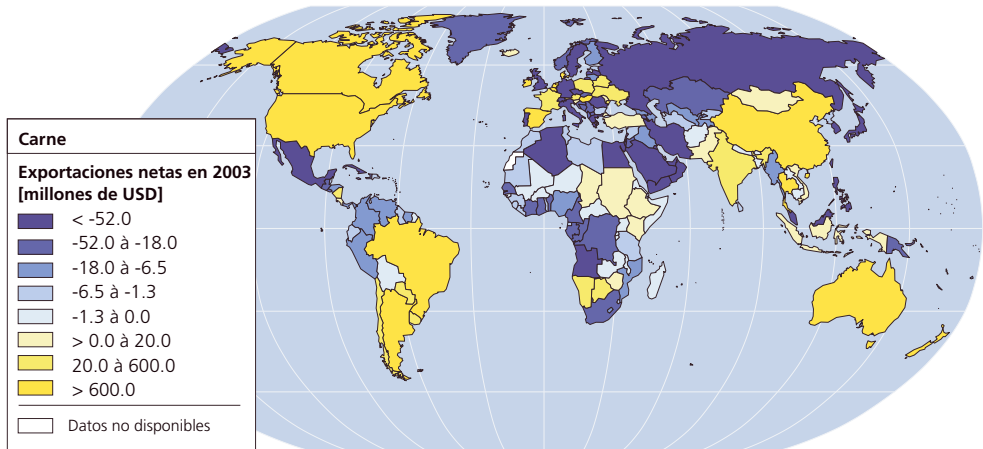 Carne
Exportaciones netas en 2003
[millones de USD]
< -52.0
-52.0 à -18.0
-18.0 à -6.5
-6.5 à -1.3
-1.3 à 0.0
> 0.0 à 20.0
20.0 à 600.0
> 600.0
Datos no disponibles